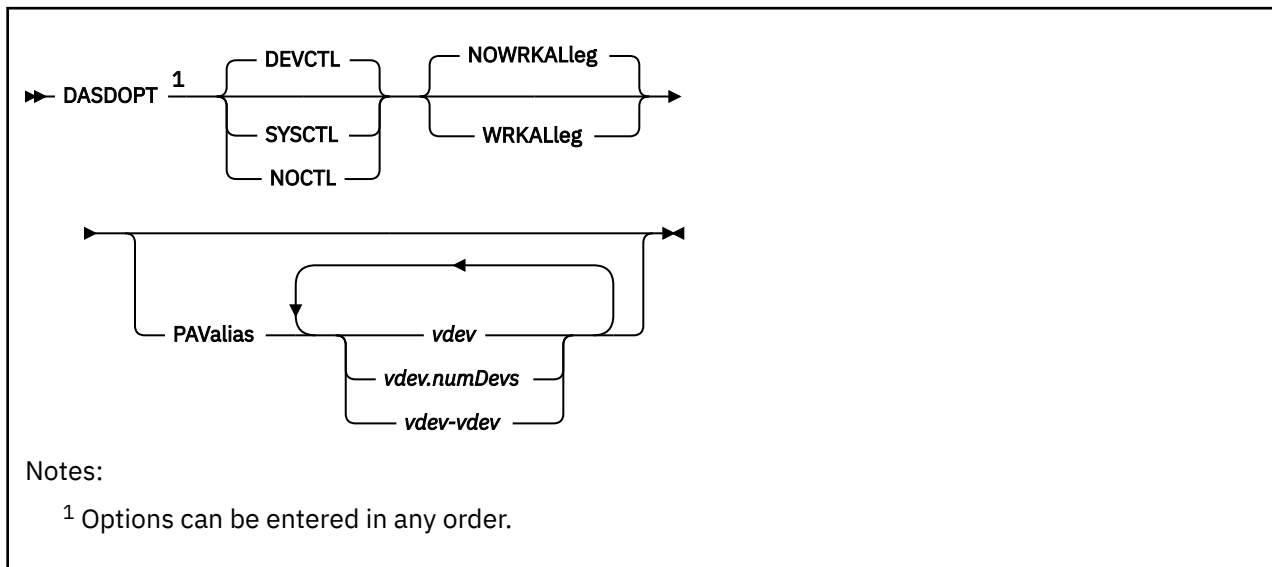 DEVCTL NOWRKALleg
DASDOPT 1
SYSCTL WRKALleg
NOCTL
PAValias vdev
vdev.numDevs
vdev-vdev
Notes:
1 Options can be entered in any order.